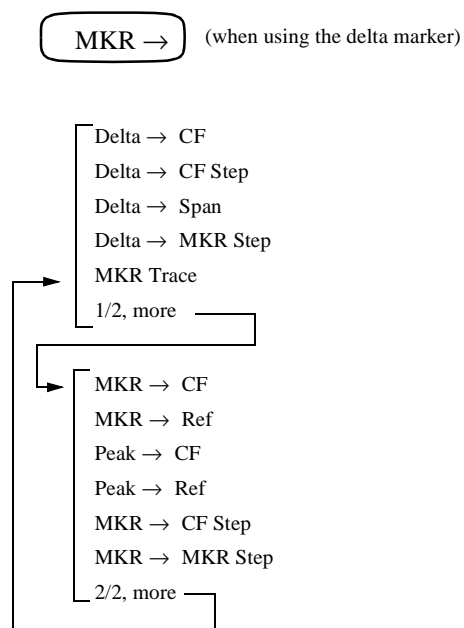 MKR → (when using the delta marker)
Delta → CF
Delta → CF Step
Delta → Span
Delta → MKR Step
MKR Trace
1/2, more
MKR → CF
MKR → Ref
Peak → CF
Peak → Ref
MKR → CF Step
MKR → MKR Step
2/2, more